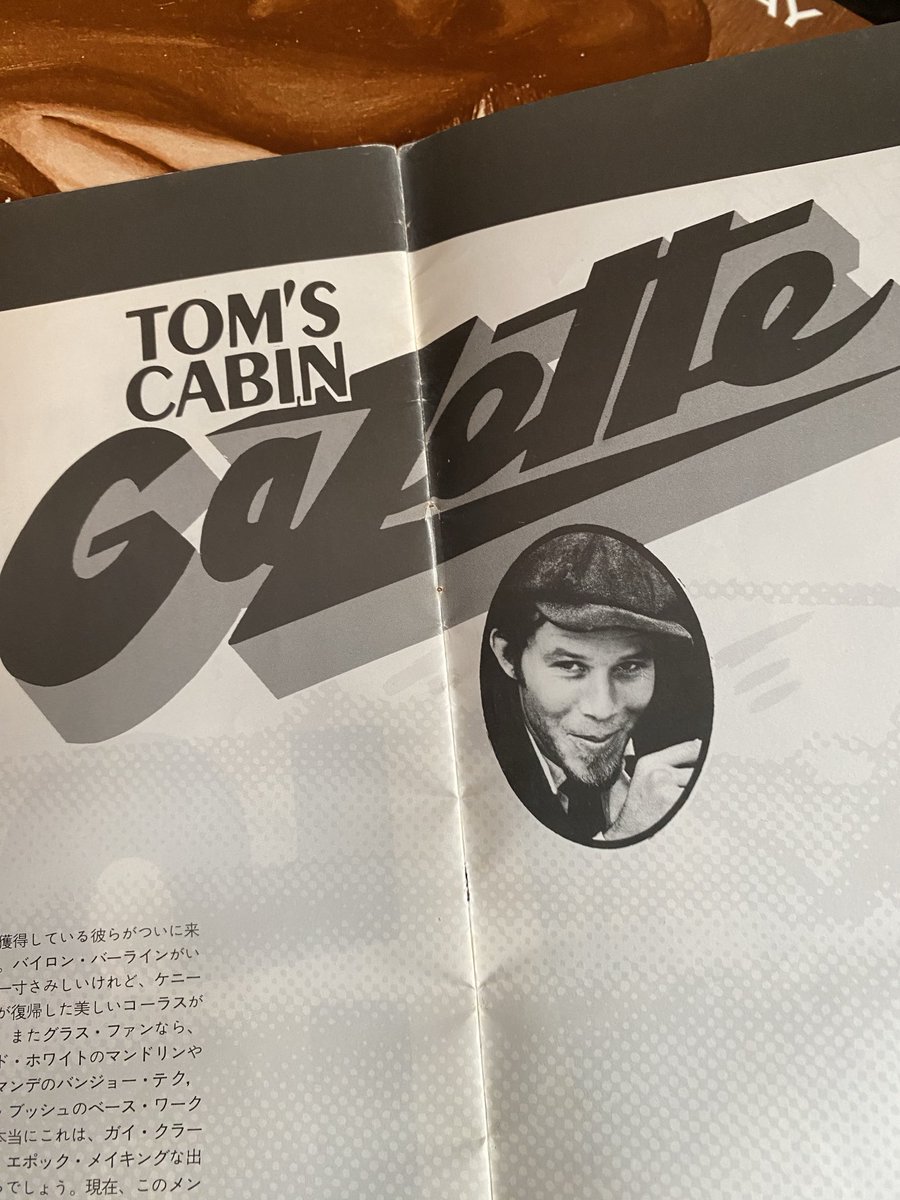 TOM'S
CABIN
Gazette
獲得している彼らがついに来
。バイロン・バーラインがい
一寸さみしいけれど、ケニー
が復帰した美しいコーラスが
またグラス・ファンなら、
ド・ホワイトのマンドリンや
マンデのバンジョー・テク,
・ブッシュのベース・ワーク
本当にこれは、ガイ・クラー
エポック・メイキングな出
でしょう。現在、このメン